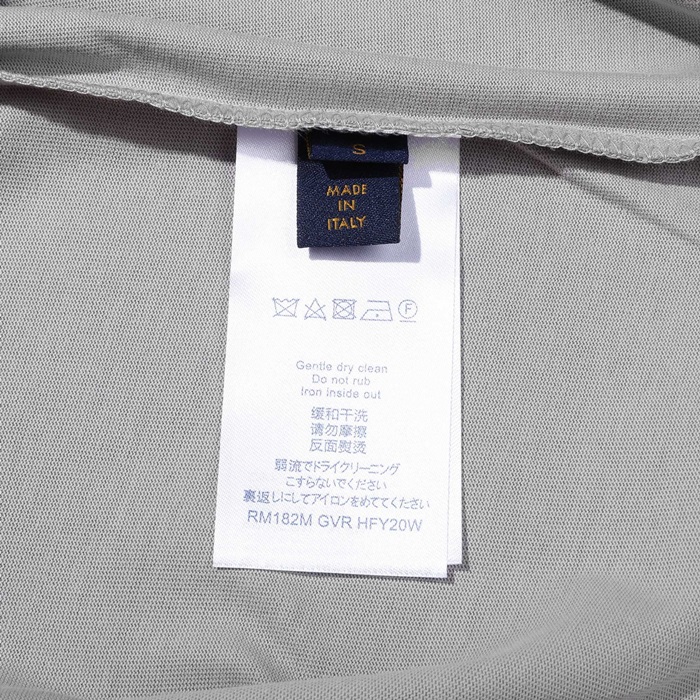 S
MADE
IN
ITALY
F
Gentle dry clean
Do not rub
Iron inside out
缓和干洗
请勿摩擦
反面熨烫
弱流でドライクリーニング
こすらないでください
裏返しにしてアイロンをめててください
RM182M GVR HFY20W